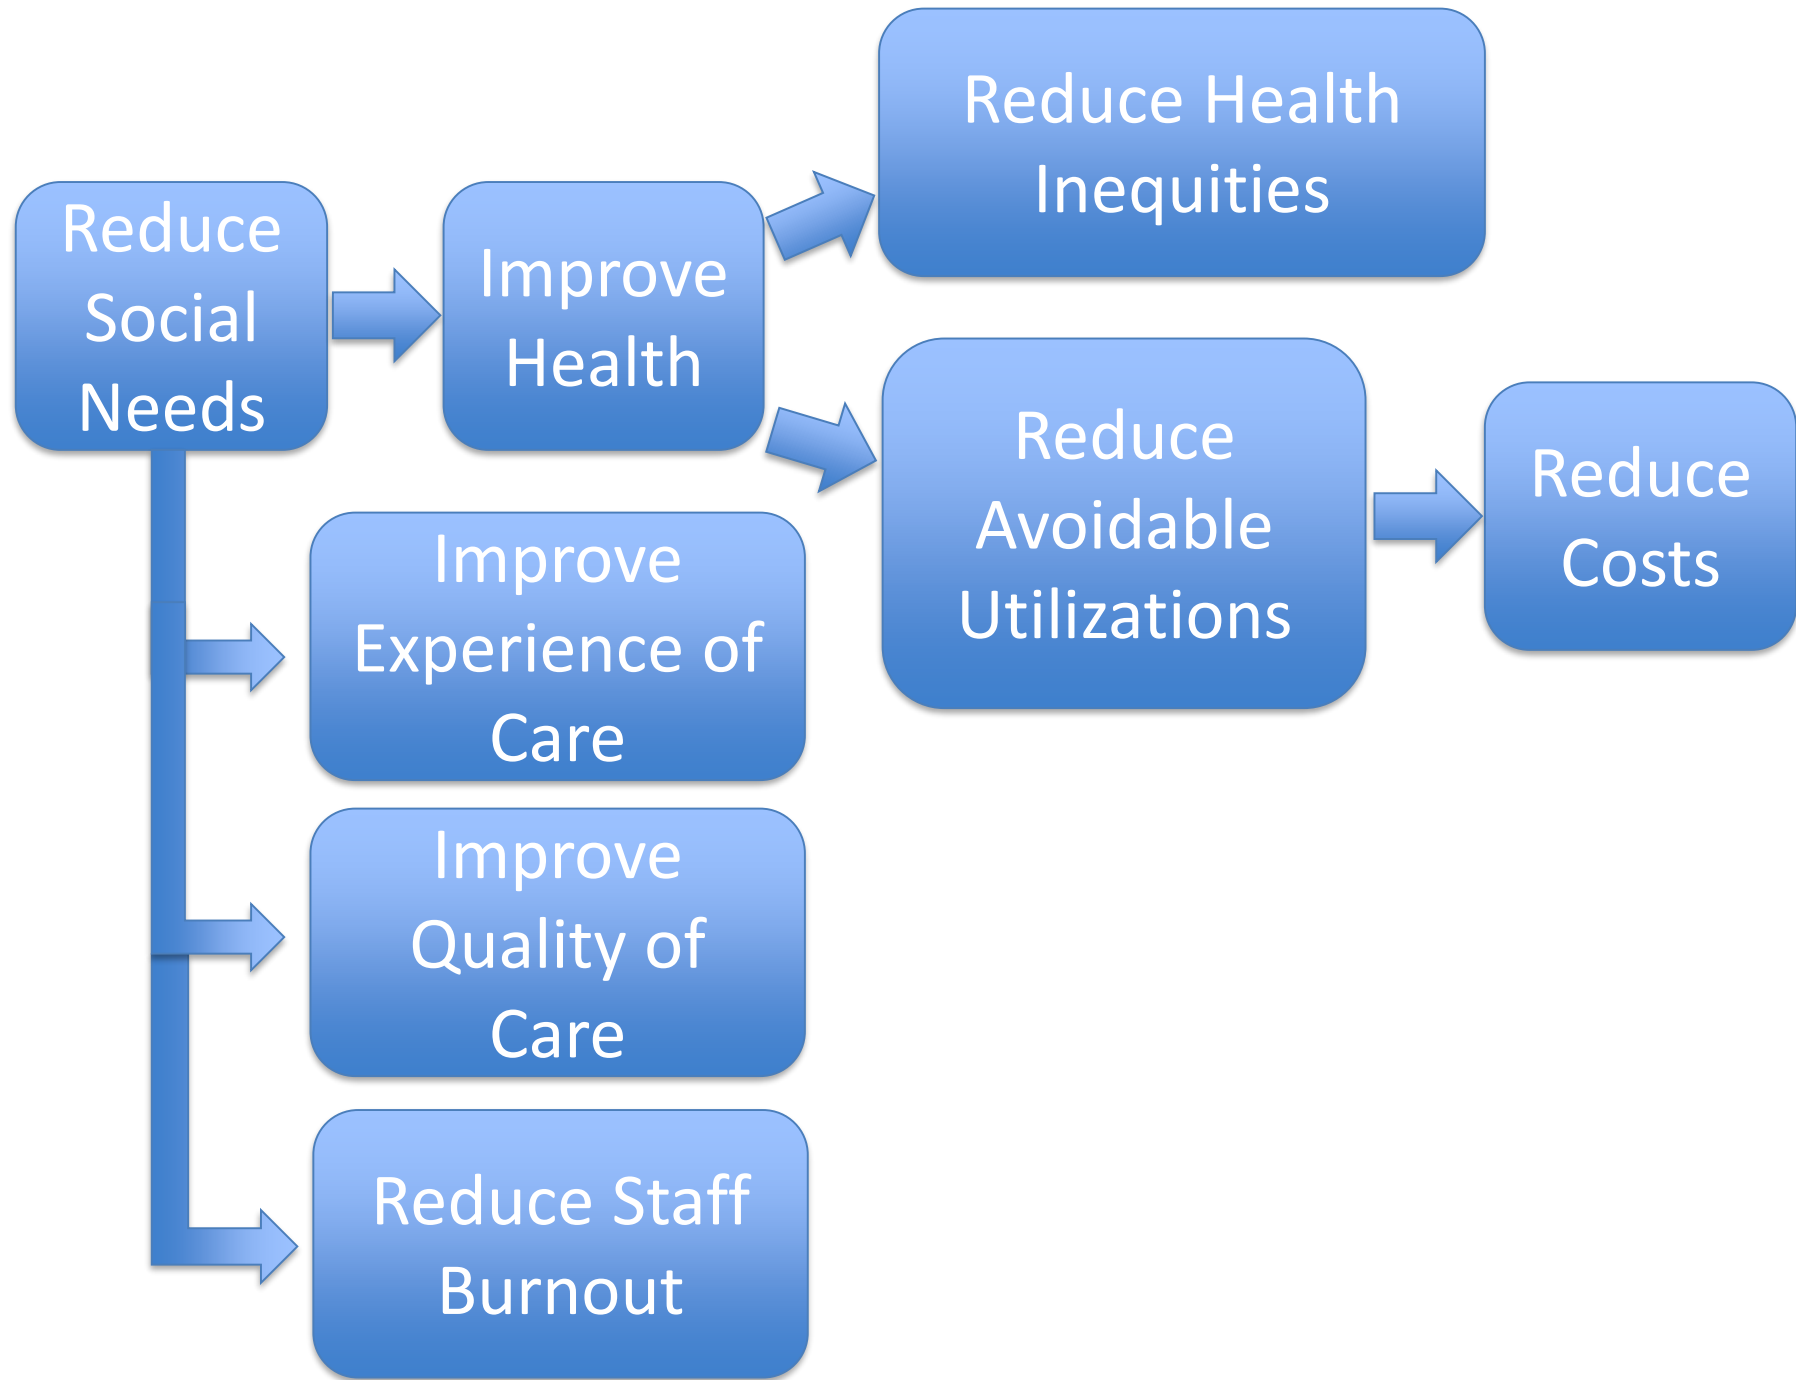 Reduce
Social
Needs
Improve
Health
Reduce Health
Inequities
Reduce
Avoidable
Utilizations
Reduce
Costs
Improve
Experience of
Care
Improve
Quality of
Care
Reduce Staff
Burnout